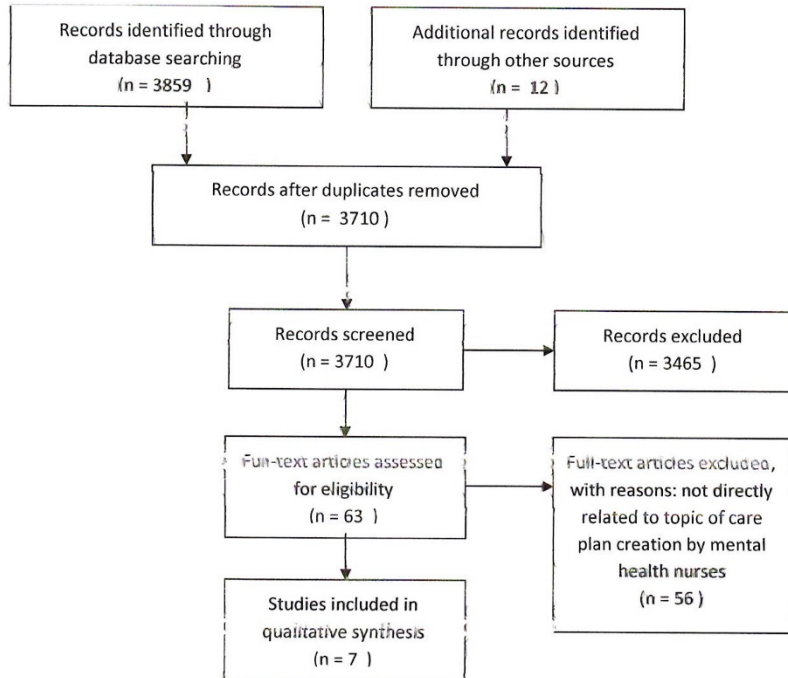 Records identified through
database searching
(n = 3859 )
Additional records identified
through other sources
(n = 12)
Records after duplicates removed
(n = 3710 )
Records screened
(n = 3710 )
Records excluded
(n = 3465 )
Full-text articles assessed
for eligibility
(n = 63 )
Full-text articles excluded,
with reasons: not directly
related to topic of care
plan creation by mental
health nurses
(n = 56 )
Studies included in
qualitative synthesis
(n = 7 )